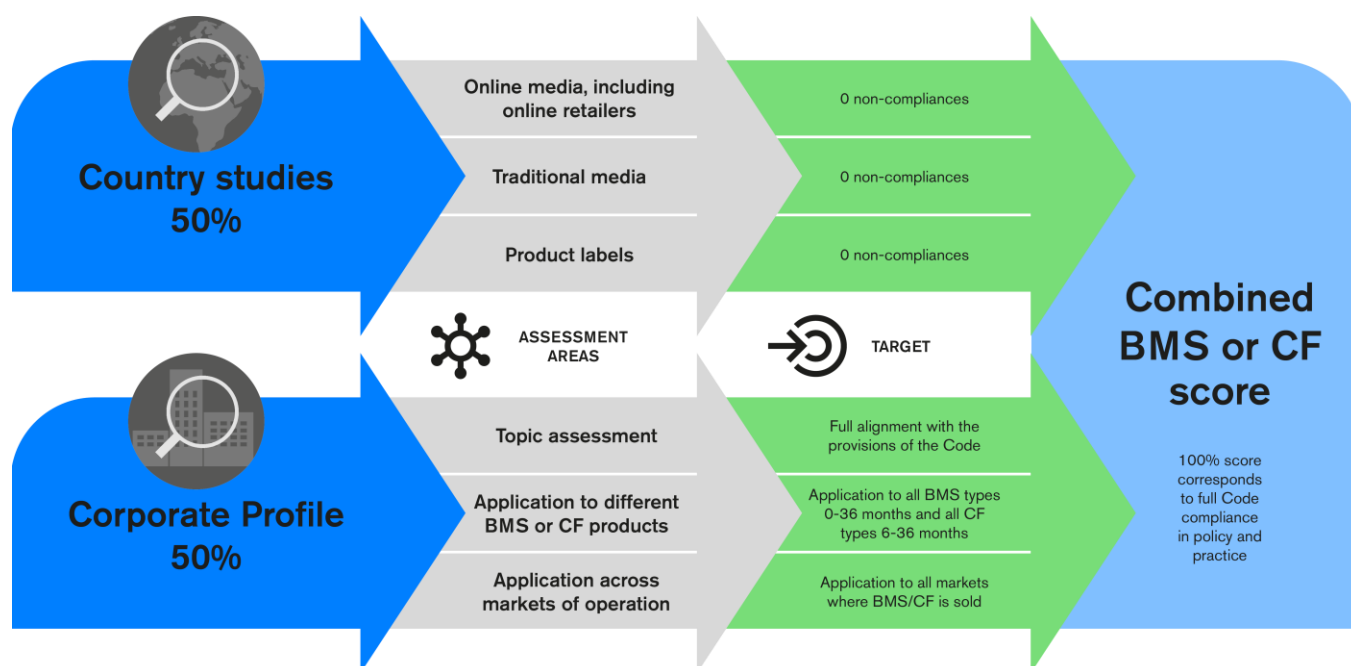 Country studies
50%
Online media, including
online retailers
0 non-compliances
Traditional media
0 non-compliances
Product labels
0 non-compliances
ASSESSMENT
AREAS
TARGET
Corporate Profile
50%
Topic assessment
Full alignment with the
provisions of the Code
Application to different
BMS or CF products
Application to all BMS types
0-36 months and all CF
types 6-36 months
Application across
markets of operation
Application to all markets
where BMS/CF is sold
Combined
BMS or CF
score
100% score
corresponds
to full Code
compliance
in policy and
practice